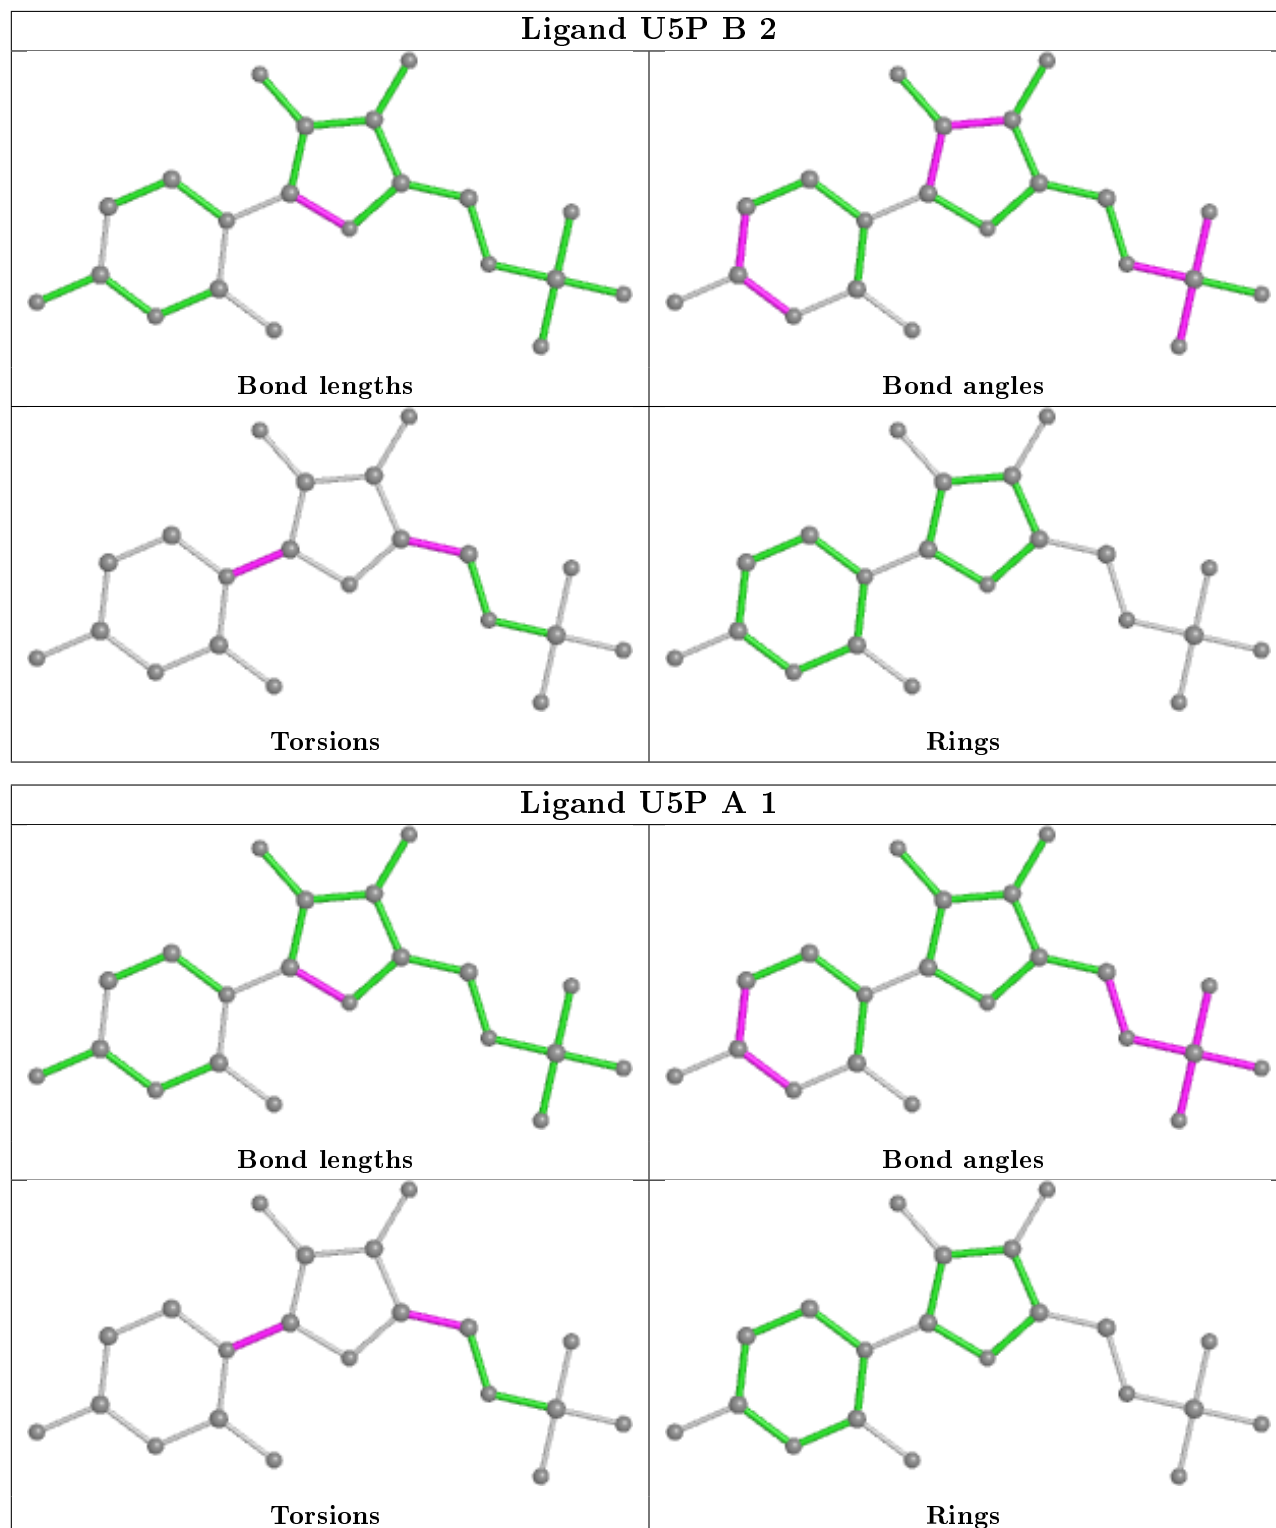 Ligand U5P B 2
Bond lengths
Bond angles
Torsions
Rings
Ligand U5P A 1
Bond lengths
Bond angles
Torsions
Rings